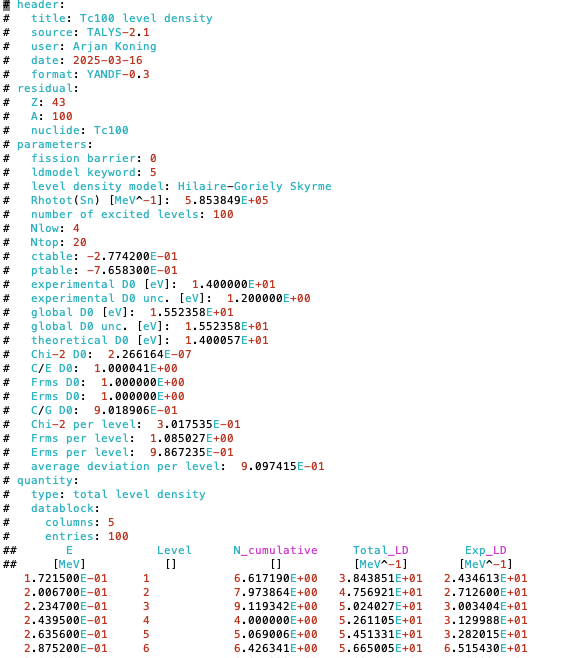 # header:
#   title: Tc100 level density
#   source: TALYS-2.1
#   user: Arjan Koning
#   date: 2025-03-16
#   format: YANDF-0.3
# residual:
#   Z: 43
#   A: 100
#   nuclide: Tc100
# parameters:
#   fission barrier: 0
#   ldmodel keyword: 5
#   level density model: Hilaire-Goriely Skyrme
#   Rhotot(Sn) [MeV^-1]:  5.853849E+05
#   number of excited levels: 100
#   Nlow: 4
#   Ntop: 20
#   ctable: -2.774200E-01
#   ptable: -7.658300E-01
#   experimental D0 [eV]:  1.400000E+01
#   experimental D0 unc. [eV]:  1.200000E+00
#   global D0 [eV]:  1.552358E+01
#   global D0 unc. [eV]:  1.552358E+01
#   theoretical D0 [eV]:  1.400057E+01
#   Chi-2 D0:  2.266164E-07
#   C/E D0:  1.000041E+00
#   Frms D0:  1.000000E+00
#   Erms D0:  1.000000E+00
#   C/G D0:  9.018906E-01
#   Chi-2 per level:  3.017535E-01
#   Frms per level:  1.085027E+00
#   Erms per level:  9.867235E-01
#   average deviation per level:  9.097415E-01
# quantity:
#   type: total level density
#   datablock:
#     columns: 5
#     entries: 100
##       E            Level      N_cumulative     Total_LD        Exp_LD
##     [MeV]           []             []          [MeV^-1]       [MeV^-1]
   1.721500E-01     1            6.617190E+00   3.843851E+01   2.434613E+01
   2.006700E-01     2            7.973864E+00   4.756921E+01   2.712600E+01
   2.234700E-01     3            9.119342E+00   5.024027E+01   3.003404E+01
   2.439500E-01     4            4.000000E+00   5.261105E+01   3.129988E+01
   2.635600E-01     5            5.069006E+00   5.451331E+01   3.282015E+01
   2.875200E-01     6            6.426341E+00   5.665005E+01   6.515430E+01